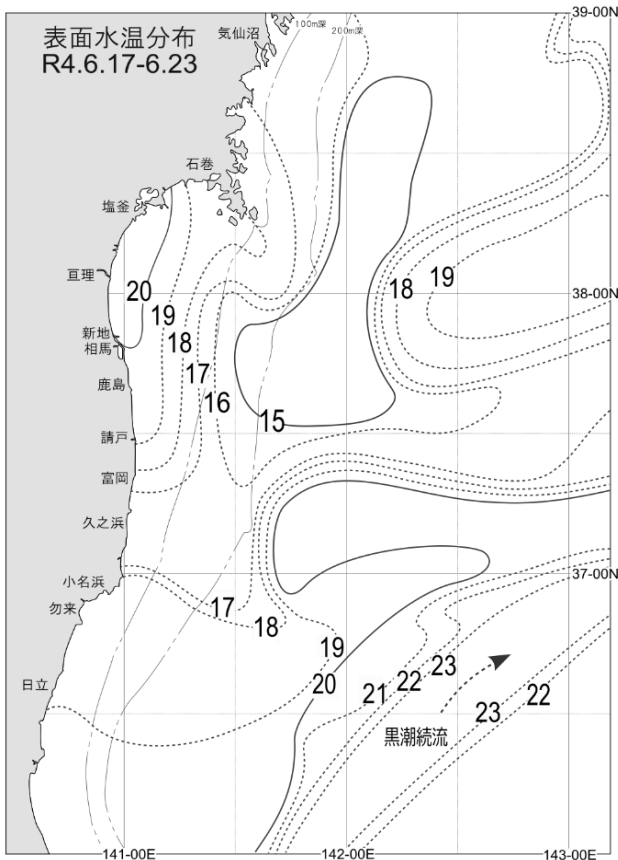 表面水温分布
R4.6.17-6.23
気仙沼
100m深
200m深
39-00N
石巻
塩釜
亘理
20
19
18
19
18
38-00N
新地
相馬
17
鹿島
16
15
請戸
富岡
久之浜
小名浜
37-00N
勿来
17
18
19
20
21
22
23
日立
23
22
黒潮続流
141-00E
142-00E
143-00E